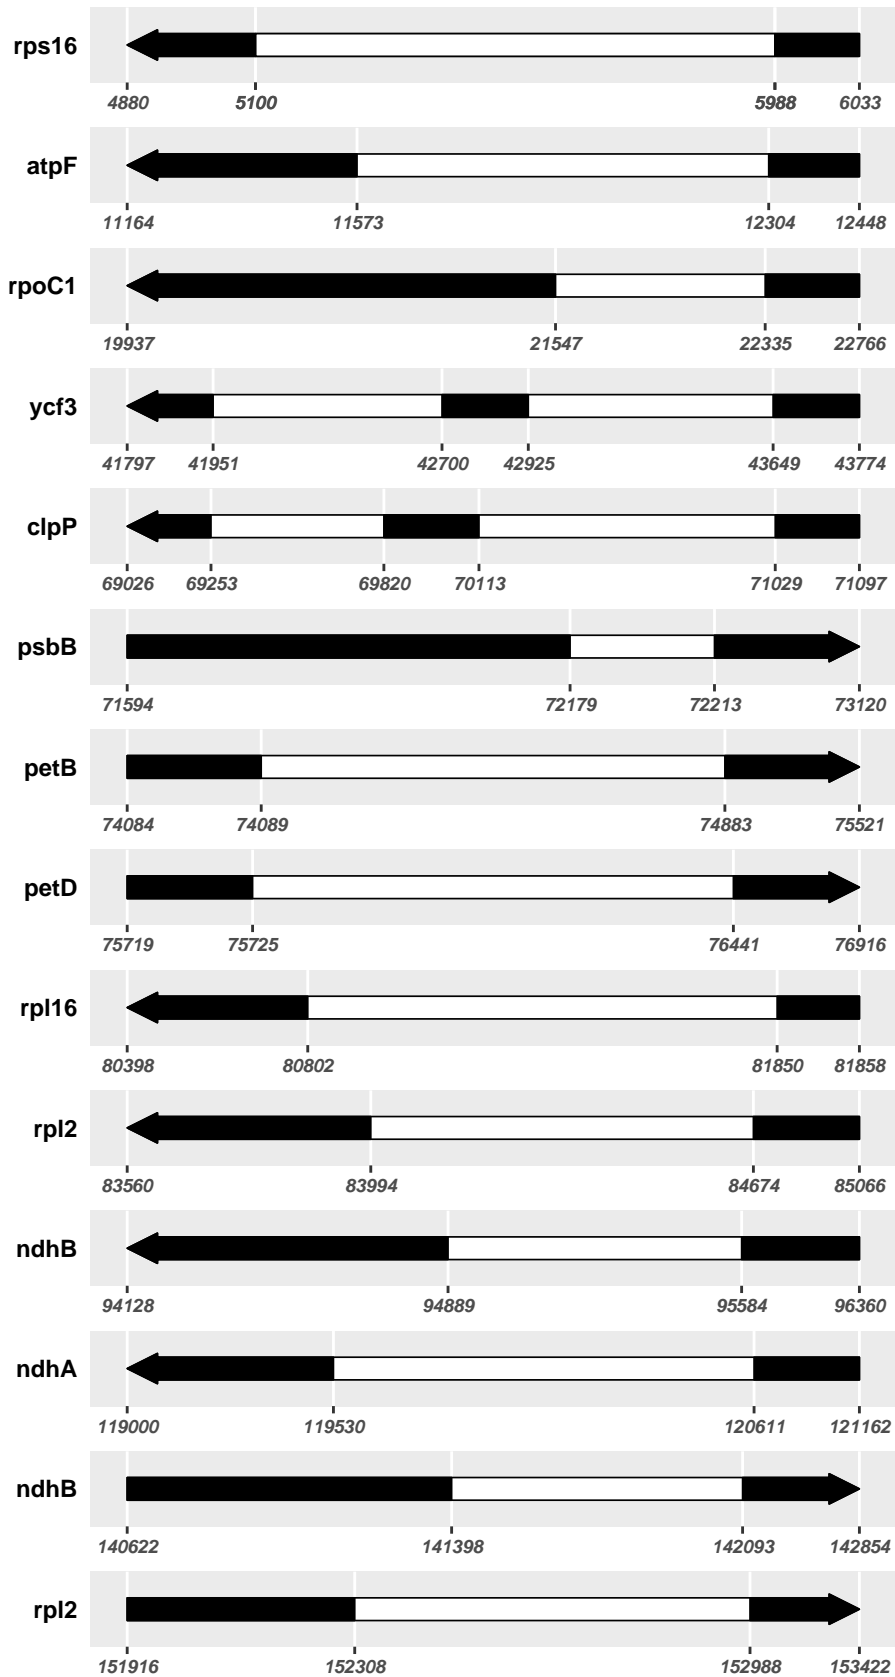 rps16
4880 5100 5988 6033
atpF
11164 11573 12304 12448
rpoC1
19937 21547 22335 22766
ycf3
41797 41951 42700 42925 43649 43774
clpP
69026 69253 69820 70113 71029 71097
psbB
71594 72179 72213 73120
petB
74084 74089 74883 75521
petD
75719 75725 76441 76916
rpl16
80398 80802 81850 81858
rpl2
83560 83994 84674 85066
ndhB
94128 94889 95584 96360
ndhA
119000 119530 120611 121162
ndhB
140622 141398 142093 142854
rpl2
151916 152308 152988 153422